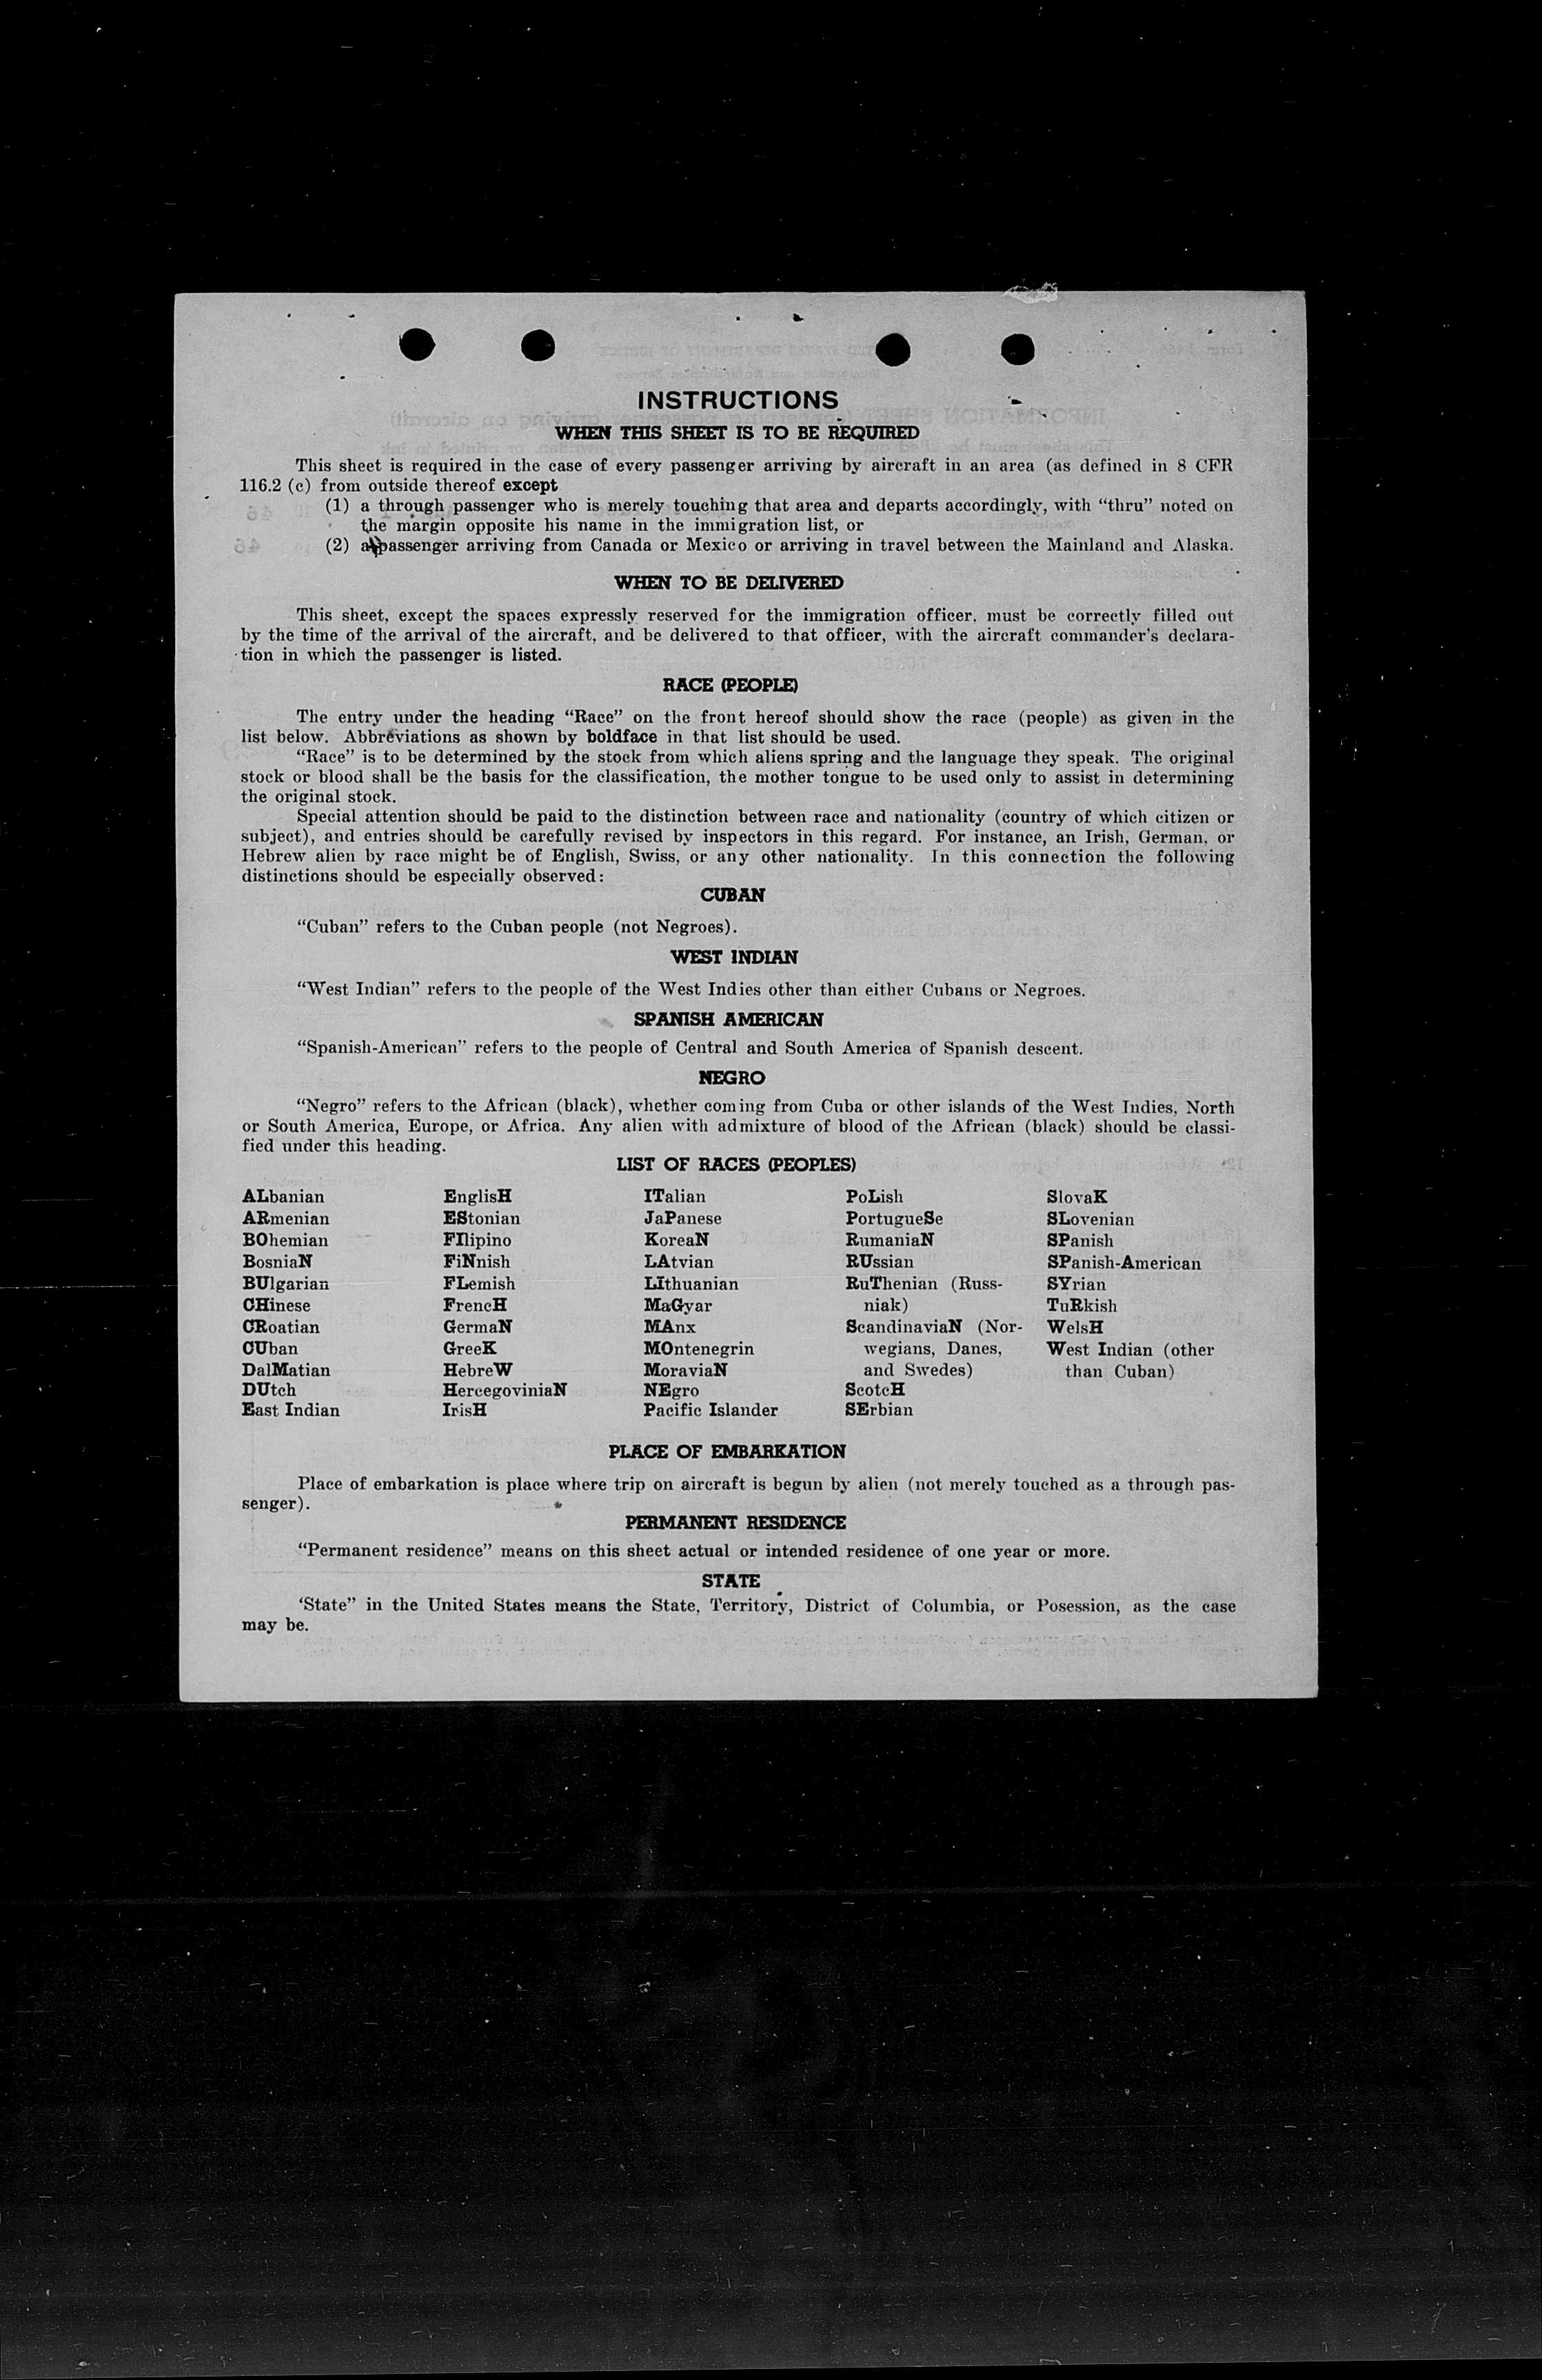 INSTRUCTIONS
WHEN THIS SHEET IS TO BE REQUIRED
This sheet is required in the case of every passenger arriving by aircraft in an area (as defined in 8 CFR
116.2 (c) from outside thereof except
(1) a through passenger who is merely touching that area and departs accordingly, with “thru” noted on
the margin opposite his name in the immigration list, or
(2) a passenger arriving from Canada or Mexico or arriving in travel between the Mainland and Alaska.
WHEN TO BE DELIVERED
This sheet, except the spaces expressly reserved for the immigration officer, must be correctly filled out
by the time of the arrival of the aircraft, and be delivered to that officer, with the aircraft commander's declara-
tion in which the passenger is listed.
RACE (PEOPLE)
The entry under the heading “Race” on the front hereof should show the race (people) as given in the
list below. Abbreviations as shown by boldface in that list should be used.
“Race” is to be determined by the stock from which aliens spring and the language they speak. The original
stock or blood shall be the basis for the classification, the mother tongue to be used only to assist in determining
the original stock.
Special attention should be paid to the distinction between race and nationality (country of which citizen or
subject), and entries should be carefully revised by inspectors in this regard. For instance, an Irish, German, or
Hebrew alien by race might be of English, Swiss, or any other nationality. In this connection the following
distinctions should be especially observed:
CUBAN
“Cuban” refers to the Cuban people (not Negroes).
WEST INDIAN
“West Indian” refers to the people of the West Indies other than either Cubans or Negroes.
SPANISH AMERICAN
“Spanish-American” refers to the people of Central and South America of Spanish descent.
NEGRO
“Negro” refers to the African (black), whether coming from Cuba or other islands of the West Indies, North
or South America, Europe, or Africa. Any alien with admixture of blood of the African (black) should be classi-
fied under this heading.
LIST OF RACES (PEOPLES)
ALbanian
ARmenian
BOhemian
BosniaN
BUlgarian
CHinese
CRoatian
CUban
DalMatian
DUtch
East Indian
EnglisH
EStonian
FIlipino
FiNnish
FLemish
FrencH
GermaN
GreeK
HebreW
HercegoviniaN
IrisH
ITalian
JaPanese
KoreaN
LAtvian
LIthuanian
MaGyar
MAnx
MOntenegrin
MoraviaN
NEgro
Pacific Islander
PoLish
PortugueSe
RumaniaN
RUssian
RuThenian (Russ-
niak)
ScandinaviaN (Nor-
wegians, Danes,
and Swedes)
ScotcH
SErbian
SlovaK
SLovenian
SPanish
SPanish-American
SYrian
TuRkish
WelsH
West Indian (other
than Cuban)
PLACE OF EMBARKATION
Place of embarkation is place where trip on aircraft is begun by alien (not merely touched as a through pas-
senger).
PERMANENT RESIDENCE
“Permanent residence” means on this sheet actual or intended residence of one year or more.
STATE
‘State” in the United States means the State, Territory, District of Columbia, or Posession, as the case
may be.